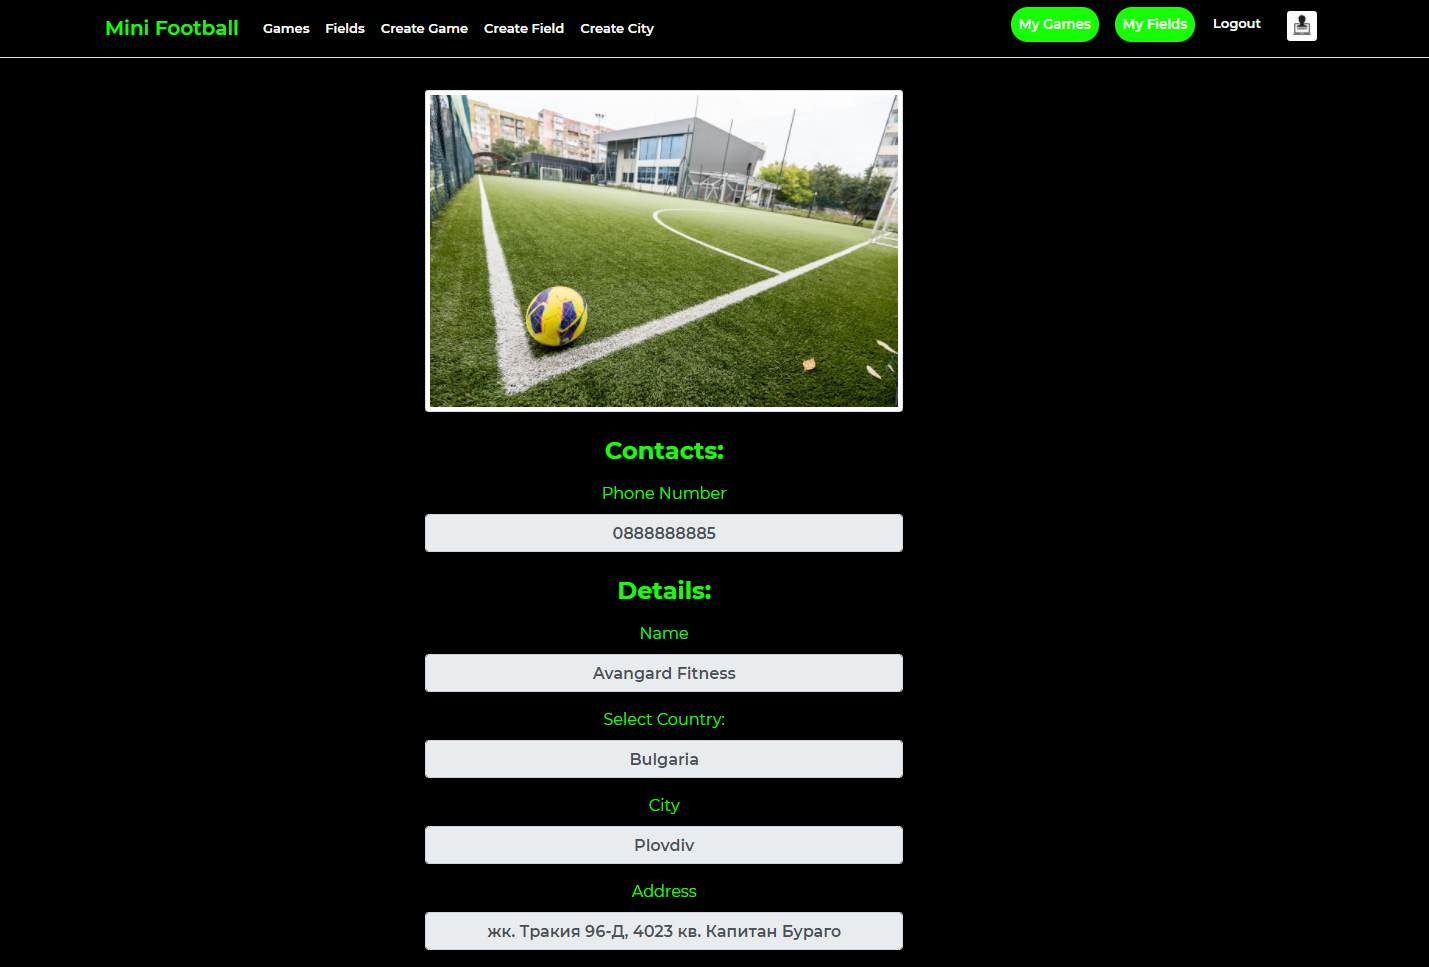 Mini Football Games Fields Create Game Create Field Create City My Games My Fields Logout
Contacts:
Phone Number
0888888885
Details:
Name
Avangard Fitness
Select Country:
Bulgaria
City
Plovdiv
Address
жк. Тракия 96-Д, 4023 кв. Капитан Бураго